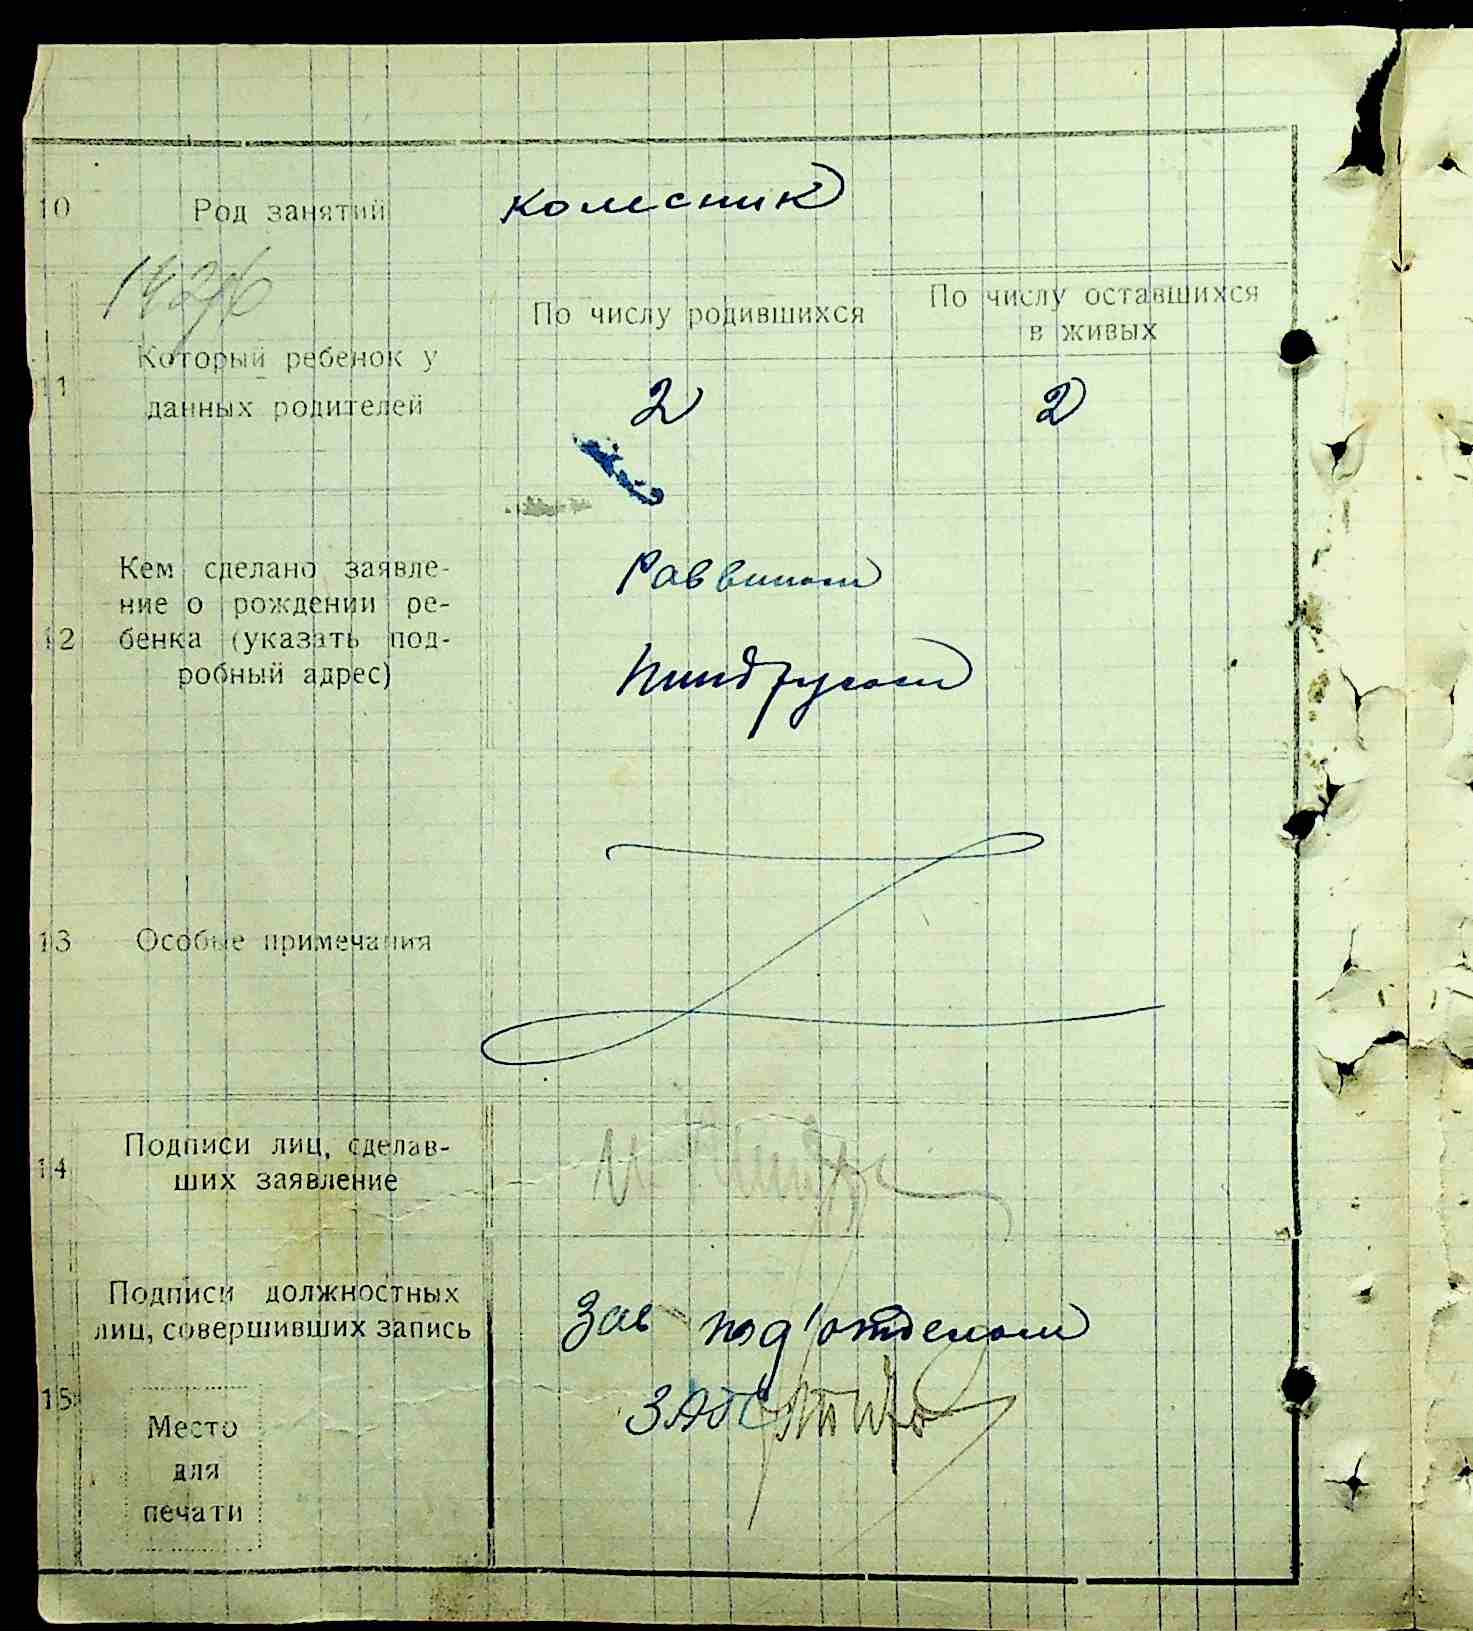 10 Род занятий колесник
По числу родившихся По числу оставшихся
в живых
11 Который ребенок у
данных родителей 2 2
Кем сделано заявле-
ние о рождении ре- Раввином
12 бенка (указать под-
робный адрес) Пиндрусом
13 Особые примечания
14 Подписи лиц, сделав-
ших заявление
Подписи должностных
лиц, совершивших запись Зав под'отделом
15 ЗАГС
Место
для
печати